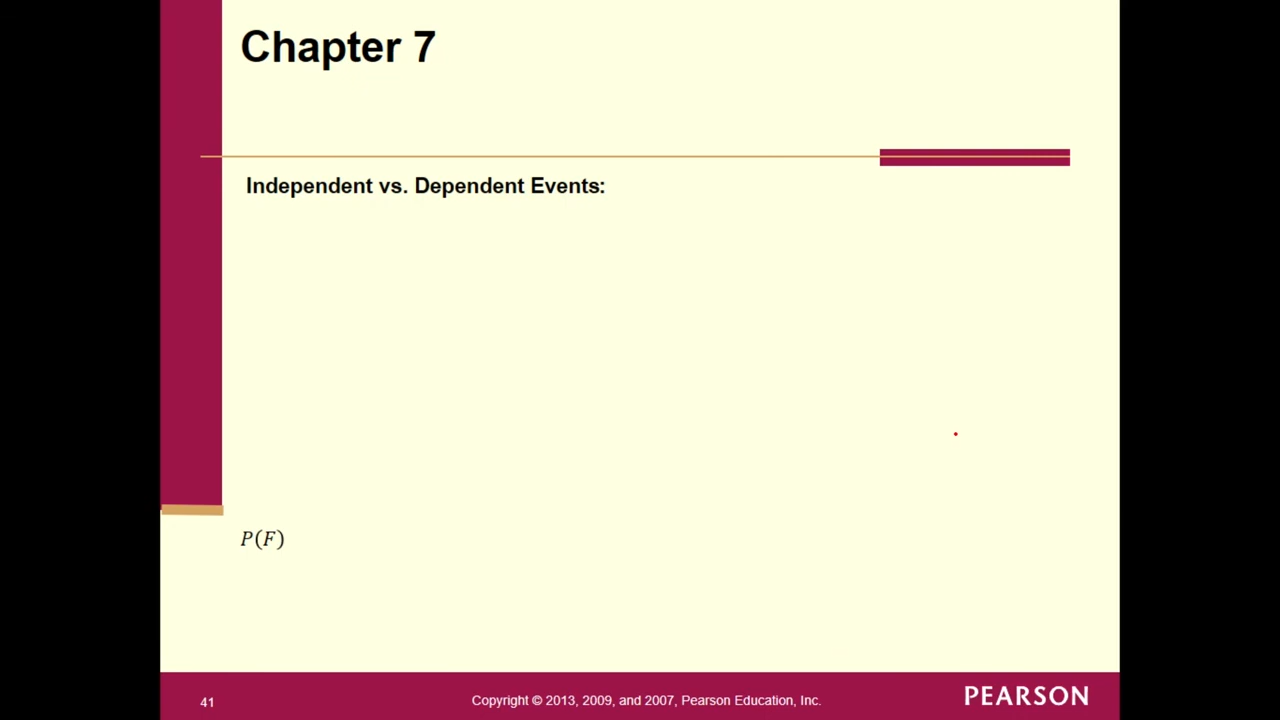 Chapter 7
Independent vs. Dependent Events:
P(F)
41
Copyright © 2013, 2009, and 2007, Pearson Education, Inc.
PEARSON